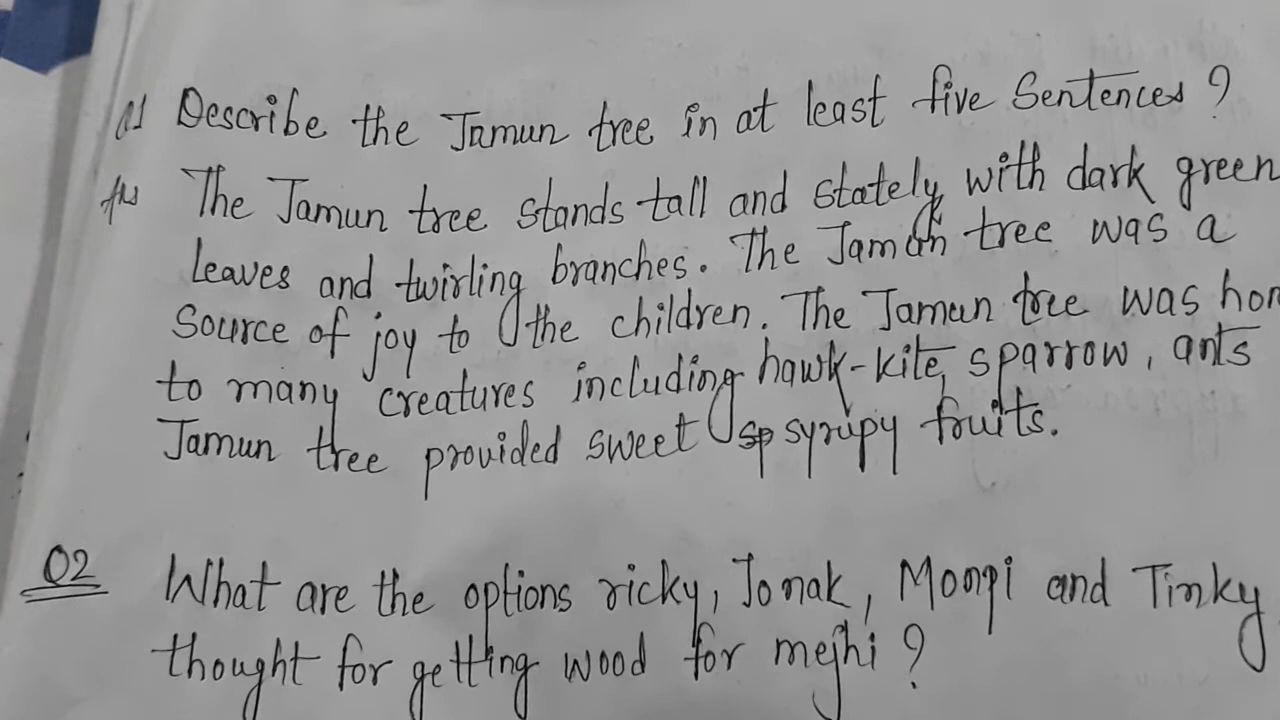 Q1 Describe the Jamun tree in at least five Sentences ?
Ans The Jamun tree stands tall and stately with dark green
leaves and twirling branches. The Jamun tree was a
source of joy to the children. The Jamun tree was hom
to many creatures including hawk-kite, sparrow, ants
Jamun tree provided sweet sp syrupy fruits.
Q2 What are the options ricky, Jonak, Mongi and Tinky
thought for getting wood for mejhi ?